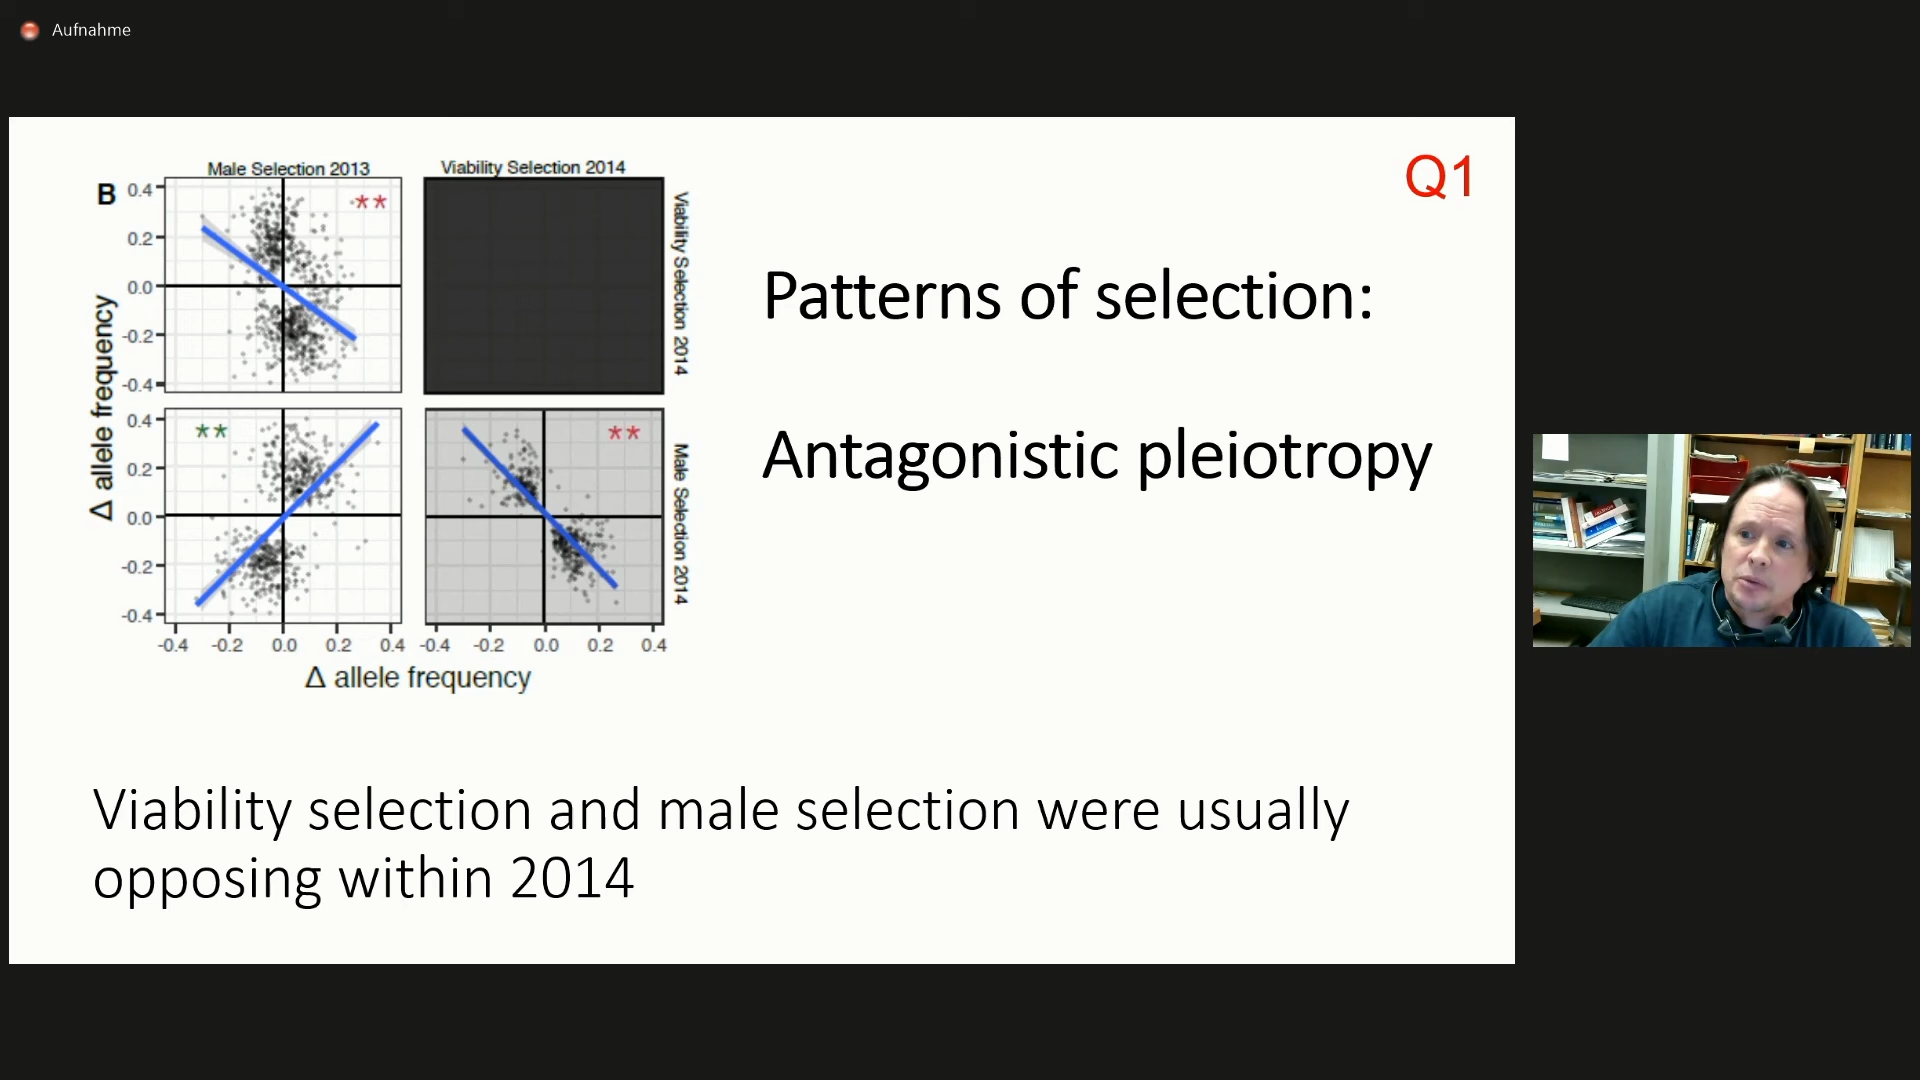 Aufnahme
Q1
Male Selection 2013
Viability Selection 2014
B
0.4
0.2
0.0
-0.2
-0.4
**
Viability Selection 2014
Patterns of selection:
Antagonistic pleiotropy
Δ allele frequency
0.4
0.2
0.0
-0.2
-0.4
**
**
Male Selection 2014
-0.4 -0.2 0.0 0.2 0.4 -0.4 -0.2 0.0 0.2 0.4
Δ allele frequency
Viability selection and male selection were usually
opposing within 2014